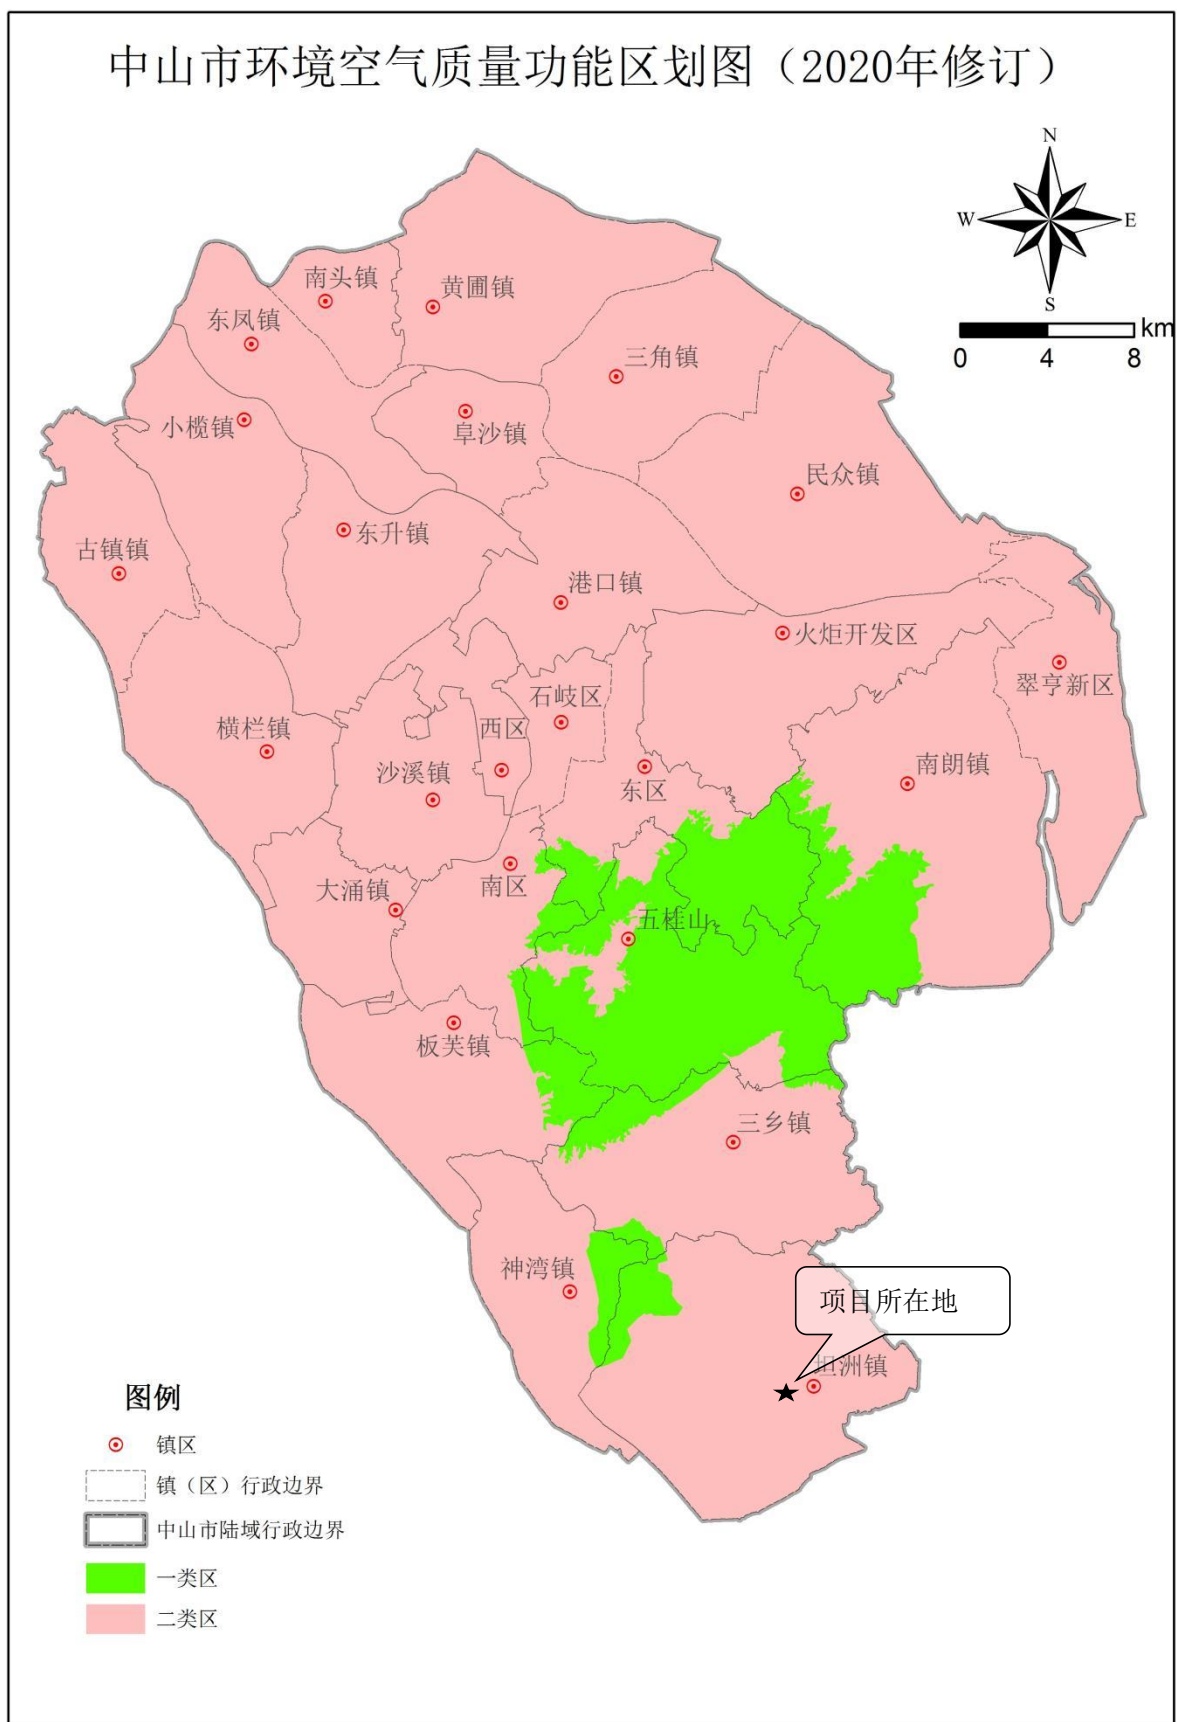 中山市环境空气质量功能区划图（2020年修订）
N
W
E
S
km
0
4
8
南头镇
黄圃镇
东凤镇
三角镇
小榄镇
阜沙镇
民众镇
东升镇
古镇镇
港口镇
火炬开发区
翠亨新区
石岐区
横栏镇
西区
沙溪镇
东区
南朗镇
南区
大涌镇
五桂山
板芙镇
三乡镇
神湾镇
项目所在地
坦洲镇
图例
镇区
镇（区）行政边界
中山市陆域行政边界
一类区
二类区